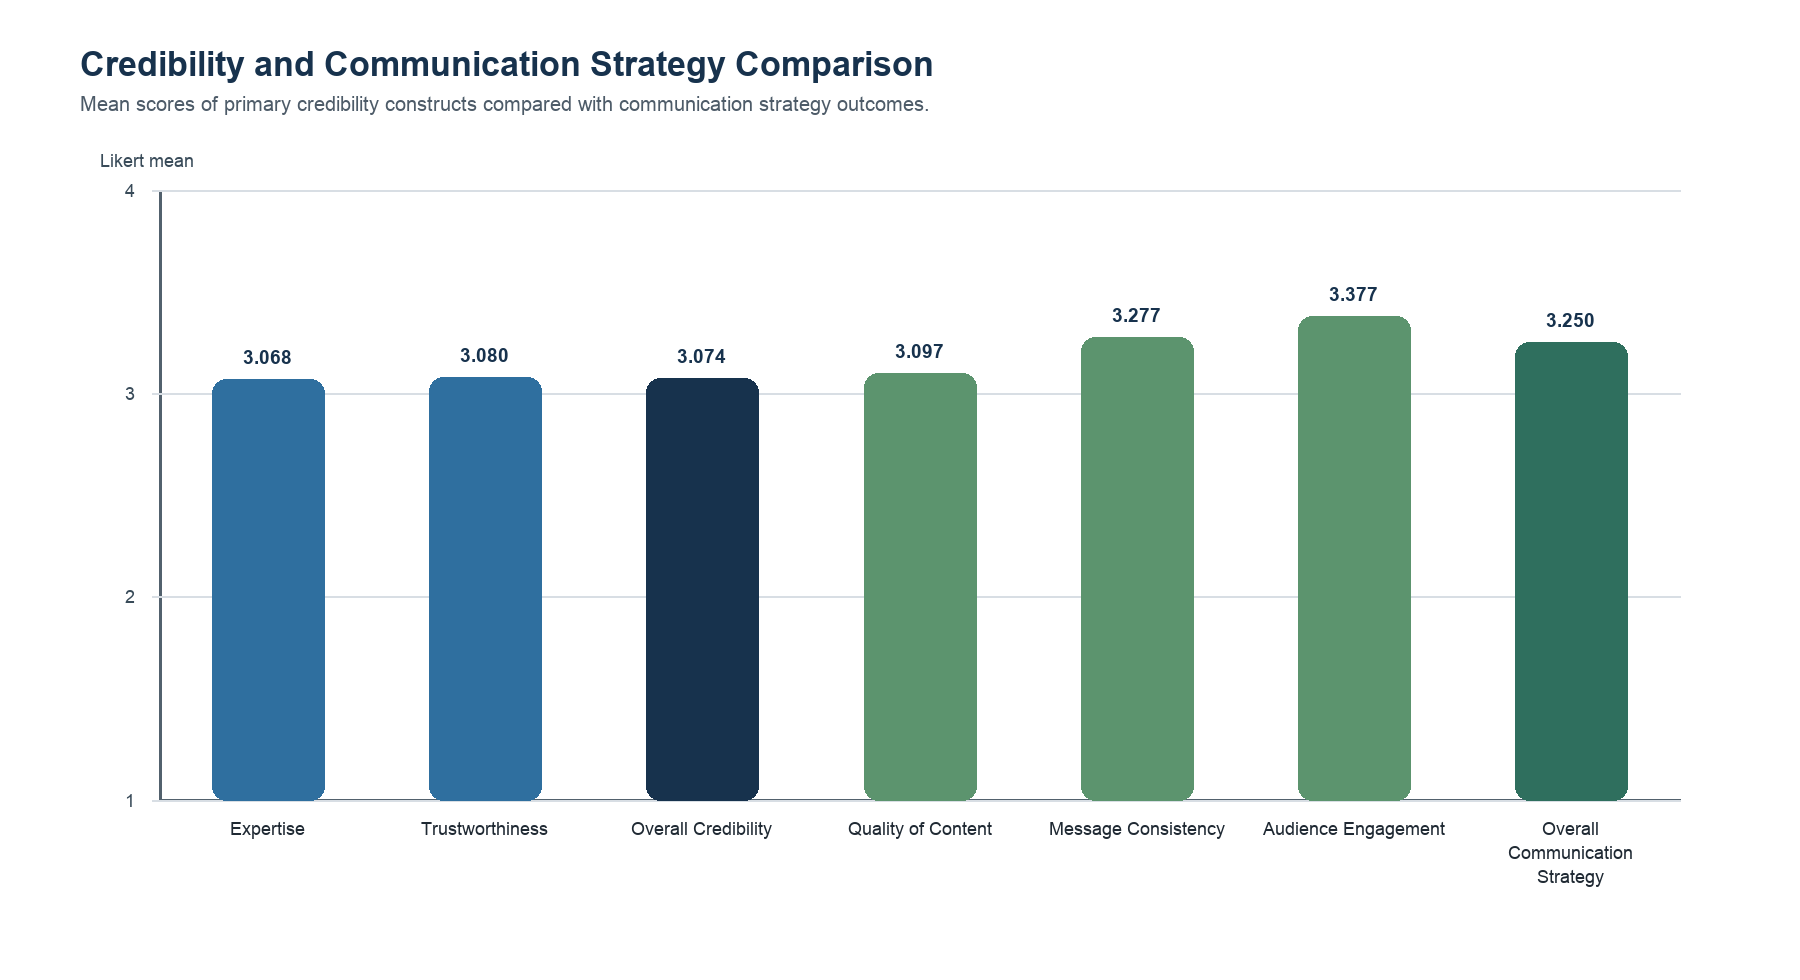 Credibility and Communication Strategy Comparison
Mean scores of primary credibility constructs compared with communication strategy outcomes.
Likert mean
4
3.377
3.277
3.250
3.097
3.068
3.080
3.074
3
2
1
Expertise
Trustworthiness
Overall Credibility
Quality of Content
Message Consistency
Audience Engagement
Overall
Communication
Strategy